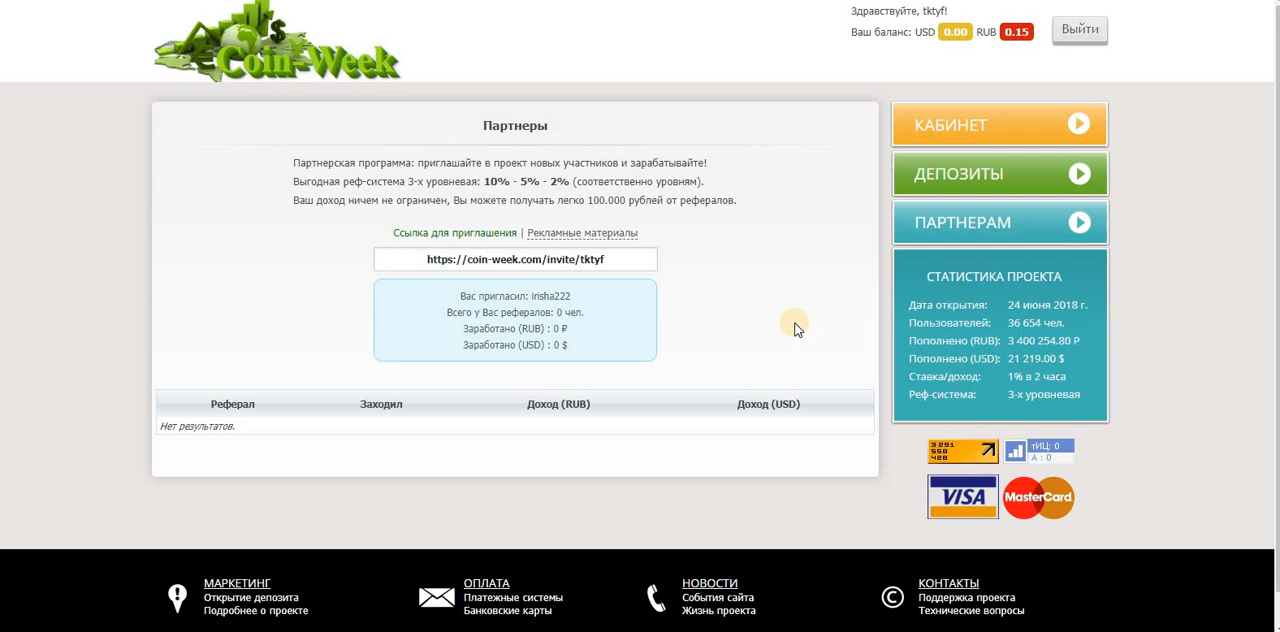 Coin-Week
Здравствуйте, tktyf!
Ваш баланс: USD 0.00 RUB 0.15
Выйти
Партнеры
Партнерская программа: приглашайте в проект новых участников и зарабатывайте!
Выгодная реф-система 3-х уровневая: 10% - 5% - 2% (соответственно уровням).
Ваш доход ничем не ограничен, Вы можете получать легко 100.000 рублей от рефералов.
Ссылка для приглашения | Рекламные материалы
https://coin-week.com/invite/tktyf
Вас пригласил: irisha222
Всего у Вас рефералов: 0 чел.
Заработано (RUB) : 0 ₽
Заработано (USD) : 0 $
Реферал Заходил Доход (RUB) Доход (USD)
Нет результатов.
КАБИНЕТ
ДЕПОЗИТЫ
ПАРТНЕРАМ
СТАТИСТИКА ПРОЕКТА
Дата открытия: 24 июня 2018 г.
Пользователей: 36 654 чел.
Пополнено (RUB): 3 400 254.80 Р
Пополнено (USD): 21 219.00 $
Ставка/доход: 1% в 2 часа
Реф-система: 3-х уровневая
3 291
558
428
тИЦ: 0
А : 0
VISA
MasterCard
МАРКЕТИНГ
Открытие депозита
Подробнее о проекте
ОПЛАТА
Платежные системы
Банковские карты
НОВОСТИ
События сайта
Жизнь проекта
КОНТАКТЫ
Поддержка проекта
Технические вопросы